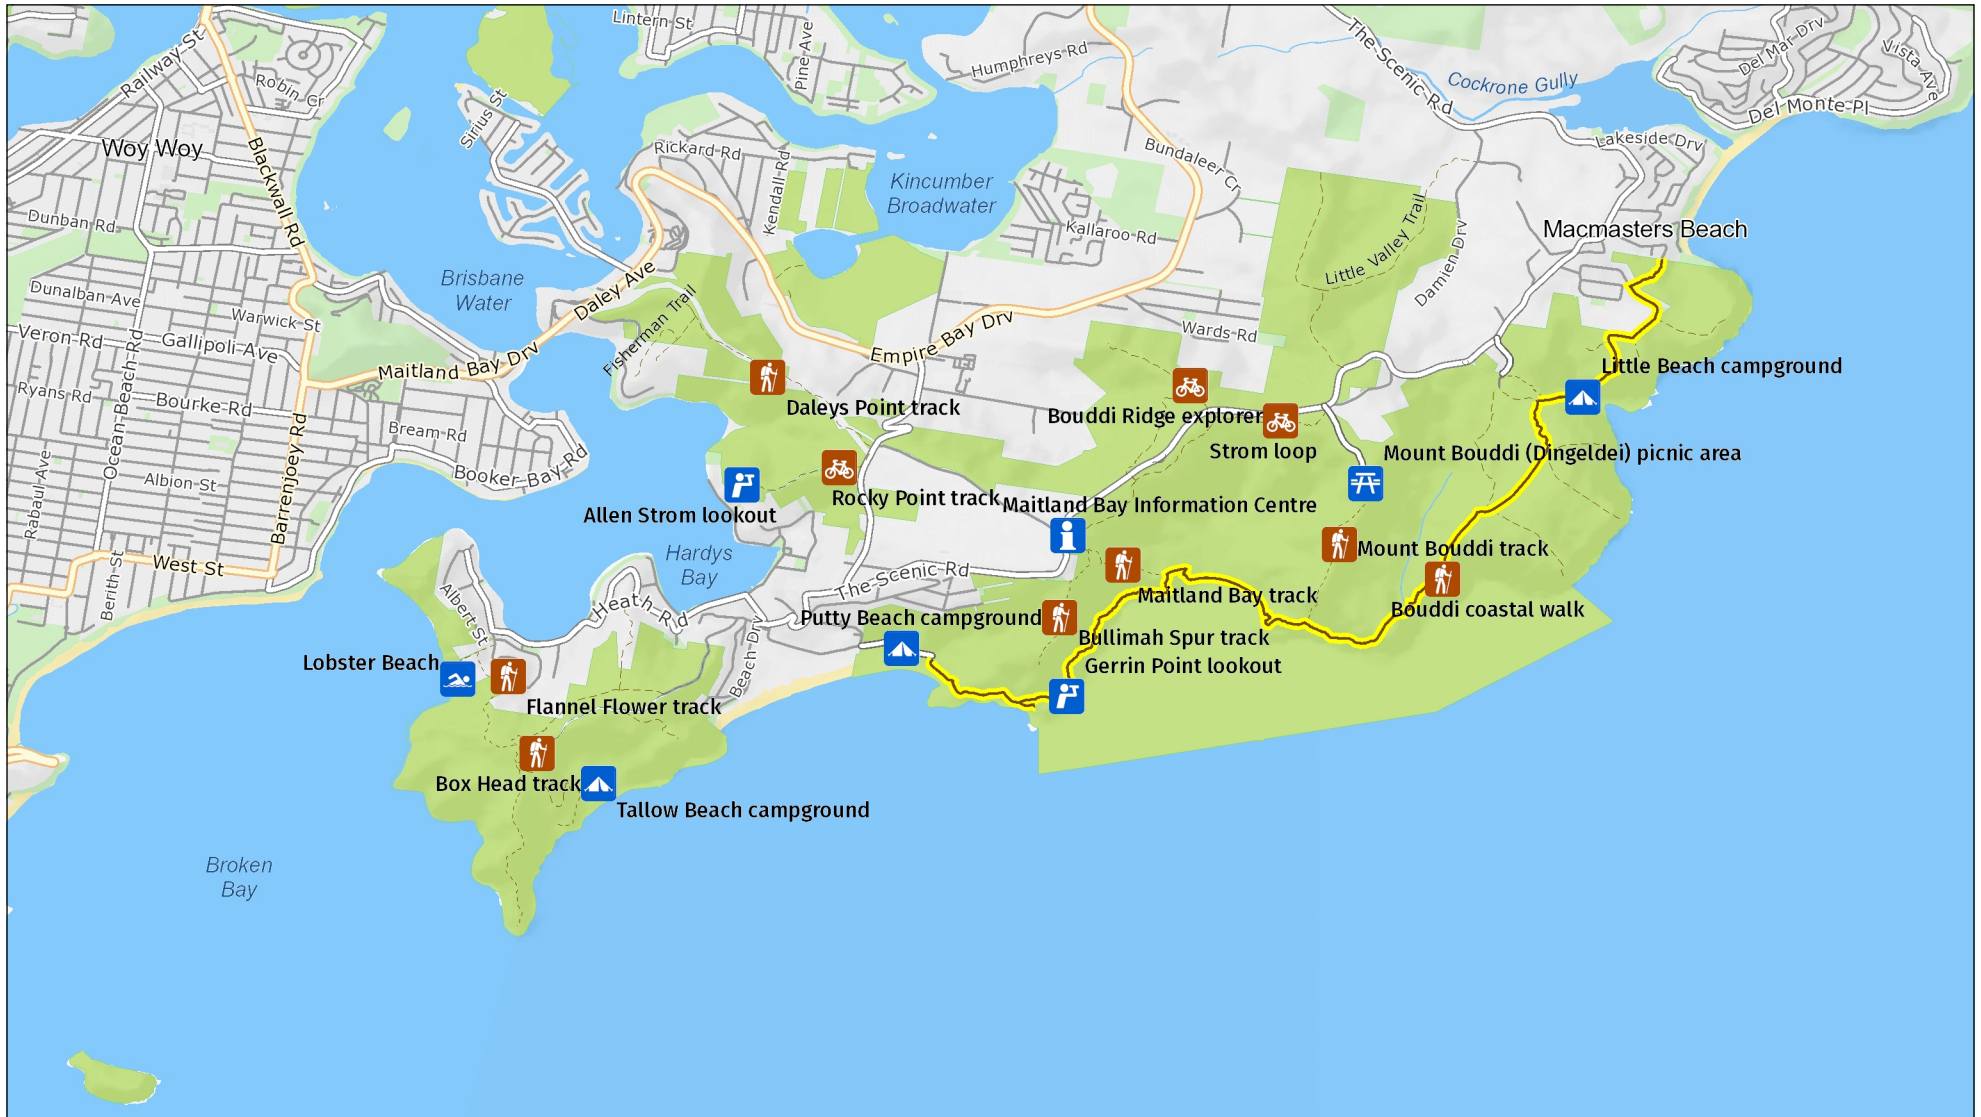 Lintern St
Pine Ave
Humphreys Rd
The Scenic Rd
Del Mar Drv
Vista Ave
Railway St
Robin Cr
Cockrone Gully
Del Monte Pl
Sirius St
Woy Woy
Blackwall Rd
Rickard Rd
Kendall Rd
Bundaleer Cr
Lakeside Drv
Kincumber
Broadwater
Dunban Rd
Kallaroo Rd
Little Valley Trail
Damien Drv
Macmasters Beach
Brisbane
Water
Daley Ave
Dunalban Ave
Warwick St
Fisherman Trail
Veron Rd
Gallipoli Ave
Empire Bay Drv
Wards Rd
Maitland Bay Drv
Little Beach campground
Ryans Rd
Ocean Beach Rd
Bourke Rd
Daleys Point track
Bouddi Ridge explorer
Bream Rd
Barrenjoey Rd
Strom loop
Mount Bouddi (Dingeldei) picnic area
Booker Bay Rd
Albion St
Rabaul Ave
Rocky Point track
Maitland Bay Information Centre
Allen Strom lookout
Hardys
Bay
Mount Bouddi track
West St
Berith St
The Scenic Rd
Albert St
Heath Rd
Maitland Bay track
Bouddi coastal walk
Putty Beach campground
Bullimah Spur track
Beach Drv
Lobster Beach
Gerrin Point lookout
Flannel Flower track
Box Head track
Tallow Beach campground
Broken
Bay